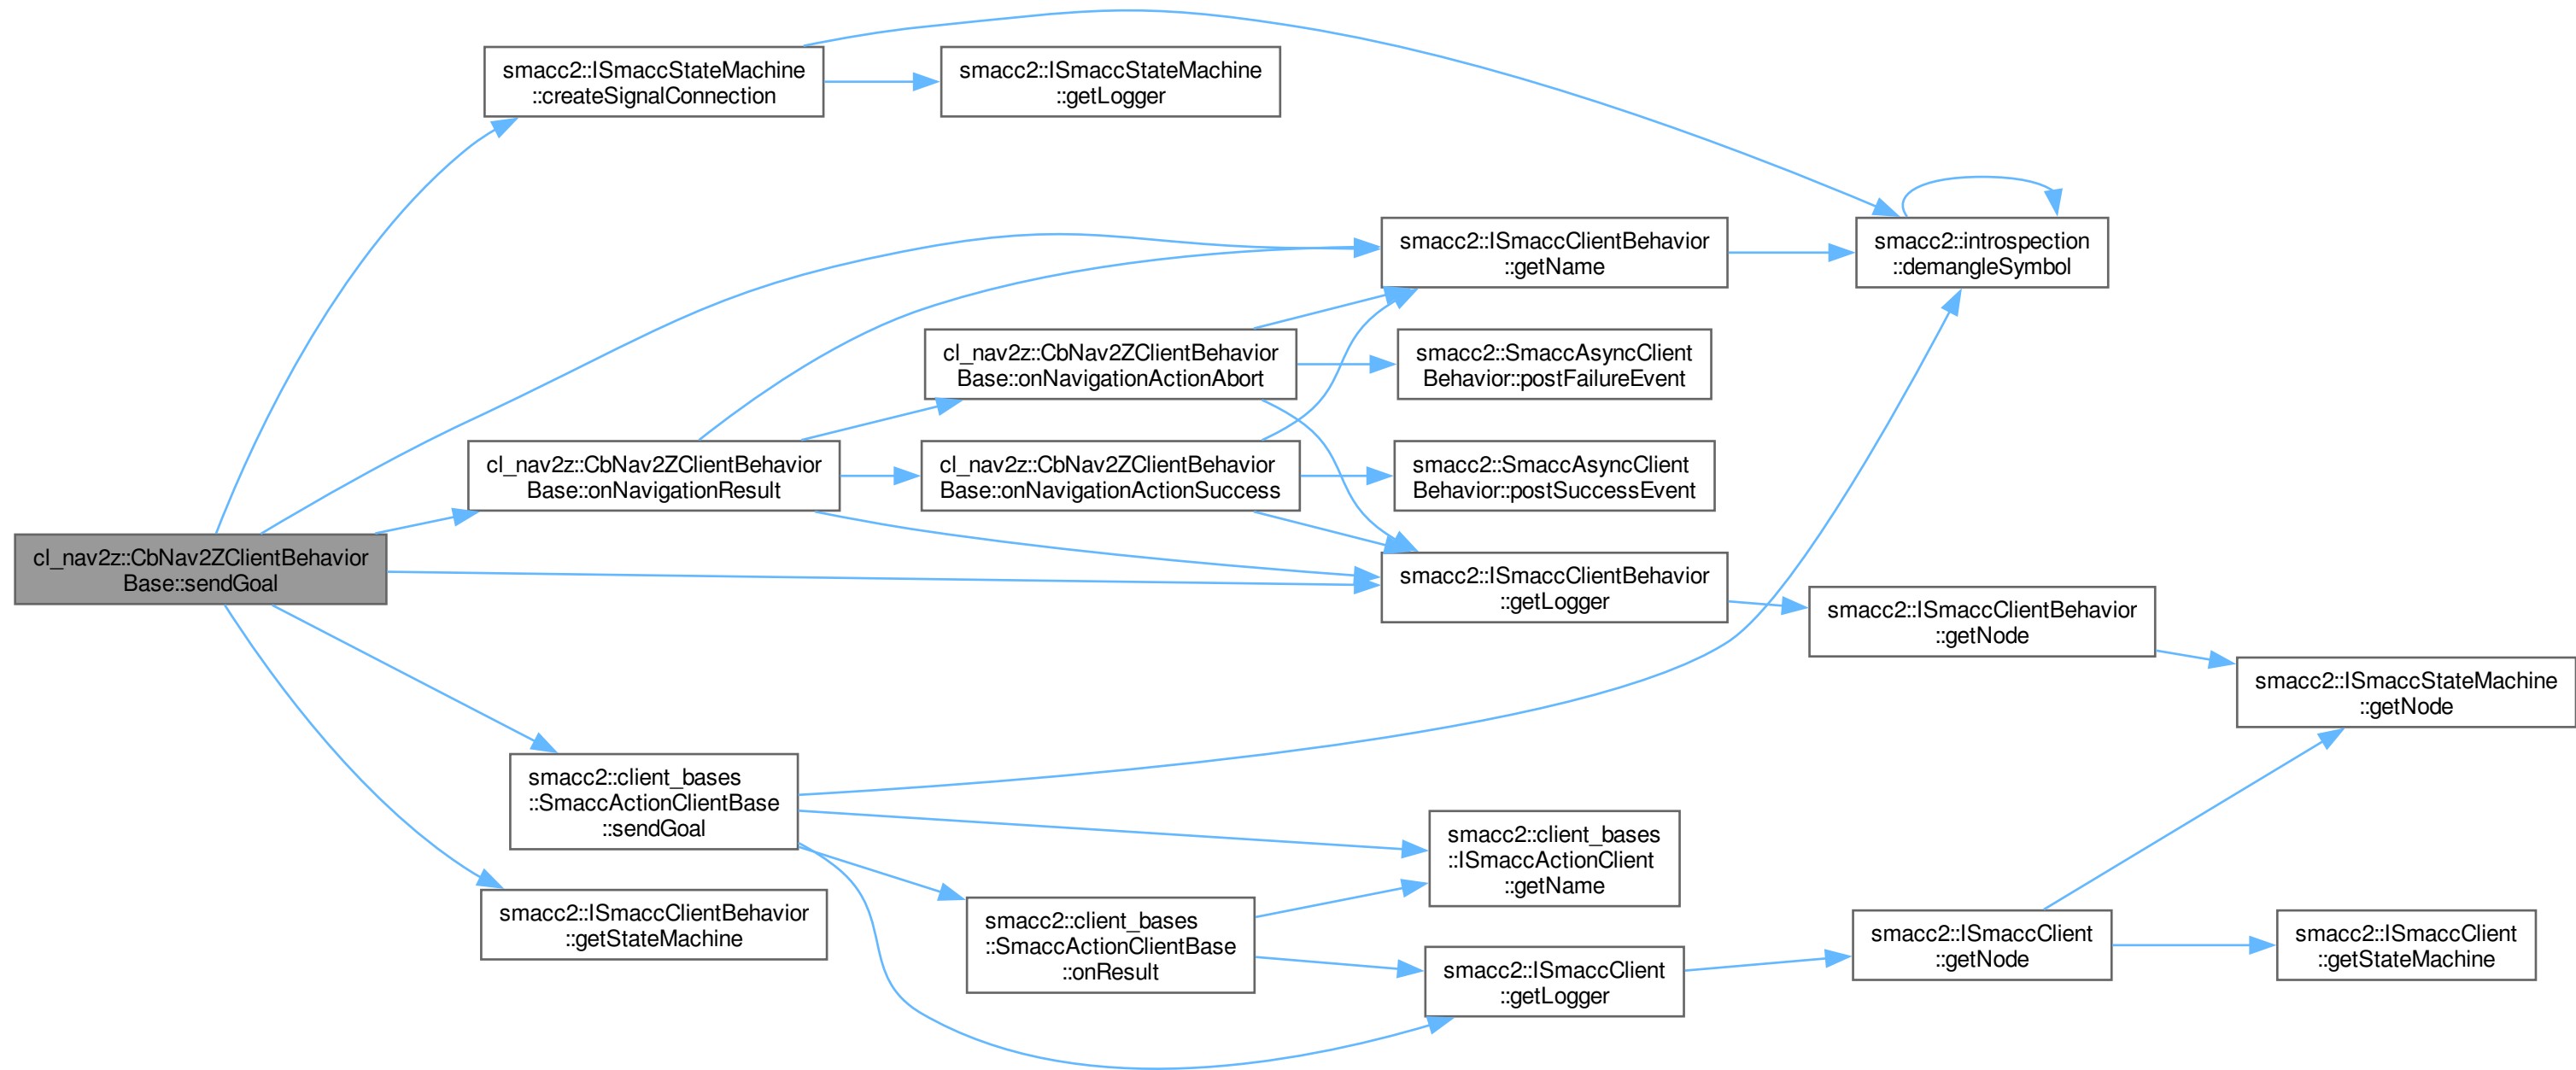 smacc2::ISmaccStateMachine
::createSignalConnection
smacc2::ISmaccStateMachine
::getLogger
smacc2::ISmaccClientBehavior
::getName
smacc2::introspection
::demangleSymbol
cl_nav2z::CbNav2ZClientBehavior
Base::onNavigationActionAbort
smacc2::SmaccAsyncClient
Behavior::postFailureEvent
cl_nav2z::CbNav2ZClientBehavior
Base::onNavigationResult
cl_nav2z::CbNav2ZClientBehavior
Base::onNavigationActionSuccess
smacc2::SmaccAsyncClient
Behavior::postSuccessEvent
cl_nav2z::CbNav2ZClientBehavior
Base::sendGoal
smacc2::ISmaccClientBehavior
::getLogger
smacc2::ISmaccClientBehavior
::getNode
smacc2::ISmaccStateMachine
::getNode
smacc2::client_bases
::SmaccActionClientBase
::sendGoal
smacc2::client_bases
::ISmaccActionClient
::getName
smacc2::ISmaccClientBehavior
::getStateMachine
smacc2::client_bases
::SmaccActionClientBase
::onResult
smacc2::ISmaccClient
::getLogger
smacc2::ISmaccClient
::getNode
smacc2::ISmaccClient
::getStateMachine